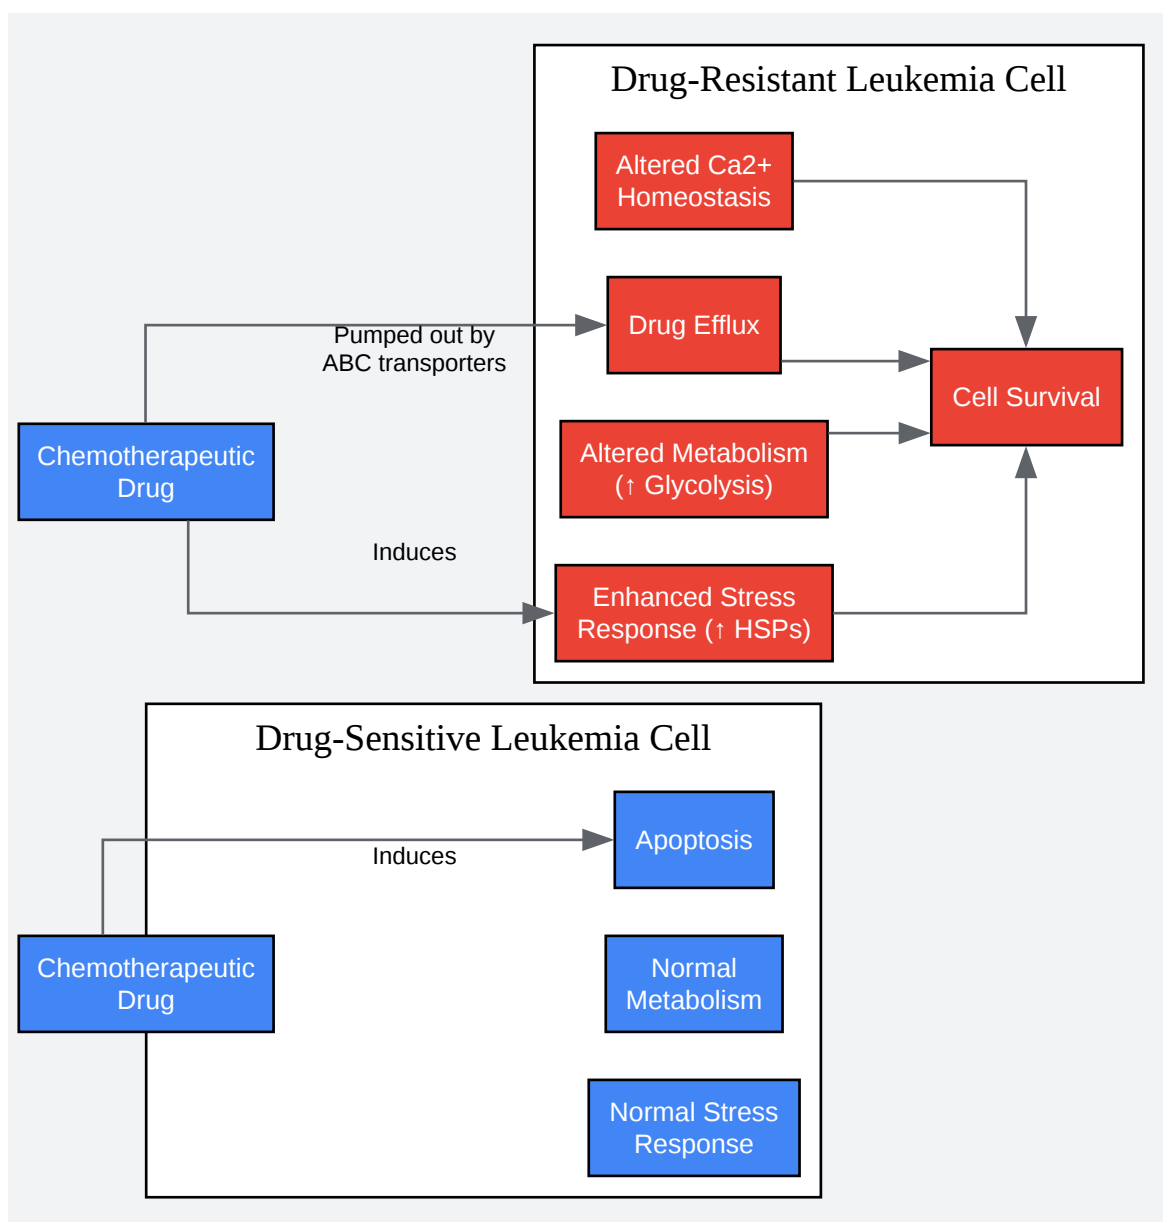 Drug-Resistant Leukemia Cell
Altered Ca2+
Homeostasis
Drug Efflux
Pumped out by
ABC transporters
Cell Survival
Chemotherapeutic
Drug
Altered Metabolism
(↑ Glycolysis)
Induces
Enhanced Stress
Response (↑ HSPs)
Drug-Sensitive Leukemia Cell
Apoptosis
Induces
Chemotherapeutic
Drug
Normal
Metabolism
Normal Stress
Response